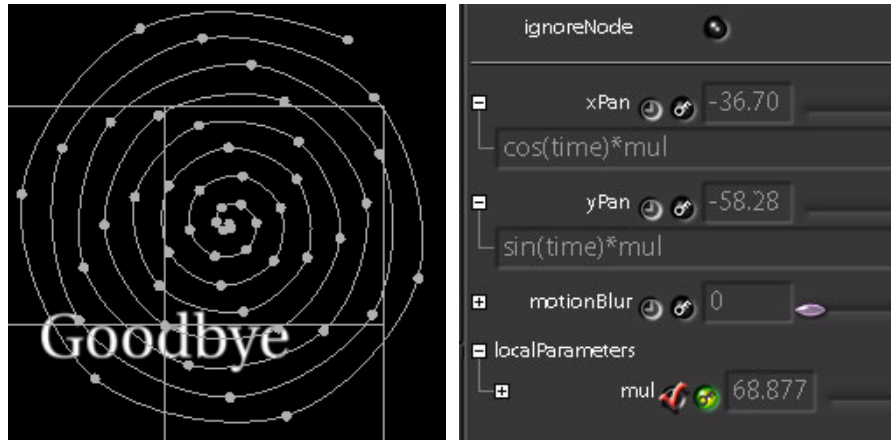 Goodbye
ignoreNode
xPan -36.70
cos(time)*mul
yPan -58.28
sin(time)*mul
motionBlur 0
localParameters
mul 68.877